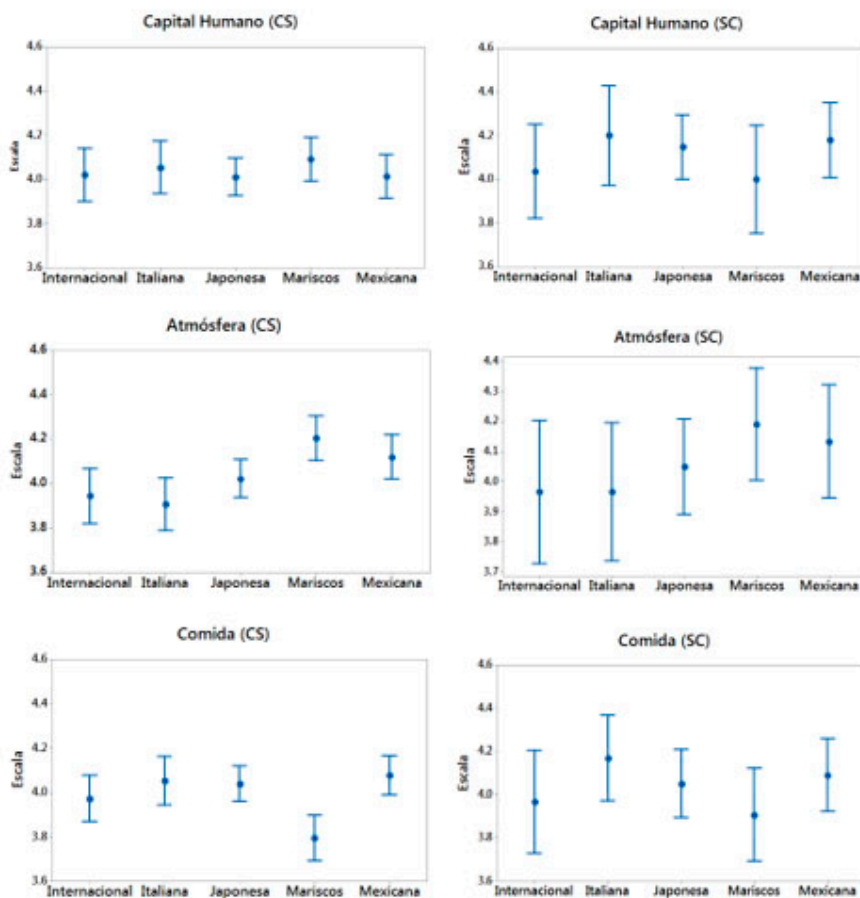 Capital Humano (CS)
4.6
4.4
4.2
4.0
3.8
3.6
Escala
Internacional Italiana Japonesa Mariscos Mexicana
Capital Humano (SC)
4.6
4.4
4.2
4.0
3.8
3.6
Escala
Internacional Italiana Japonesa Mariscos Mexicana
Atmósfera (CS)
4.6
4.4
4.2
4.0
3.8
3.6
Escala
Internacional Italiana Japonesa Mariscos Mexicana
Atmósfera (SC)
4.4
4.3
4.2
4.1
4.0
3.9
3.8
3.7
Escala
Internacional Italiana Japonesa Mariscos Mexicana
Comida (CS)
4.6
4.4
4.2
4.0
3.8
3.6
Escala
Internacional Italiana Japonesa Mariscos Mexicana
Comida (SC)
4.6
4.4
4.2
4.0
3.8
3.6
Escala
Internacional Italiana Japonesa Mariscos Mexicana